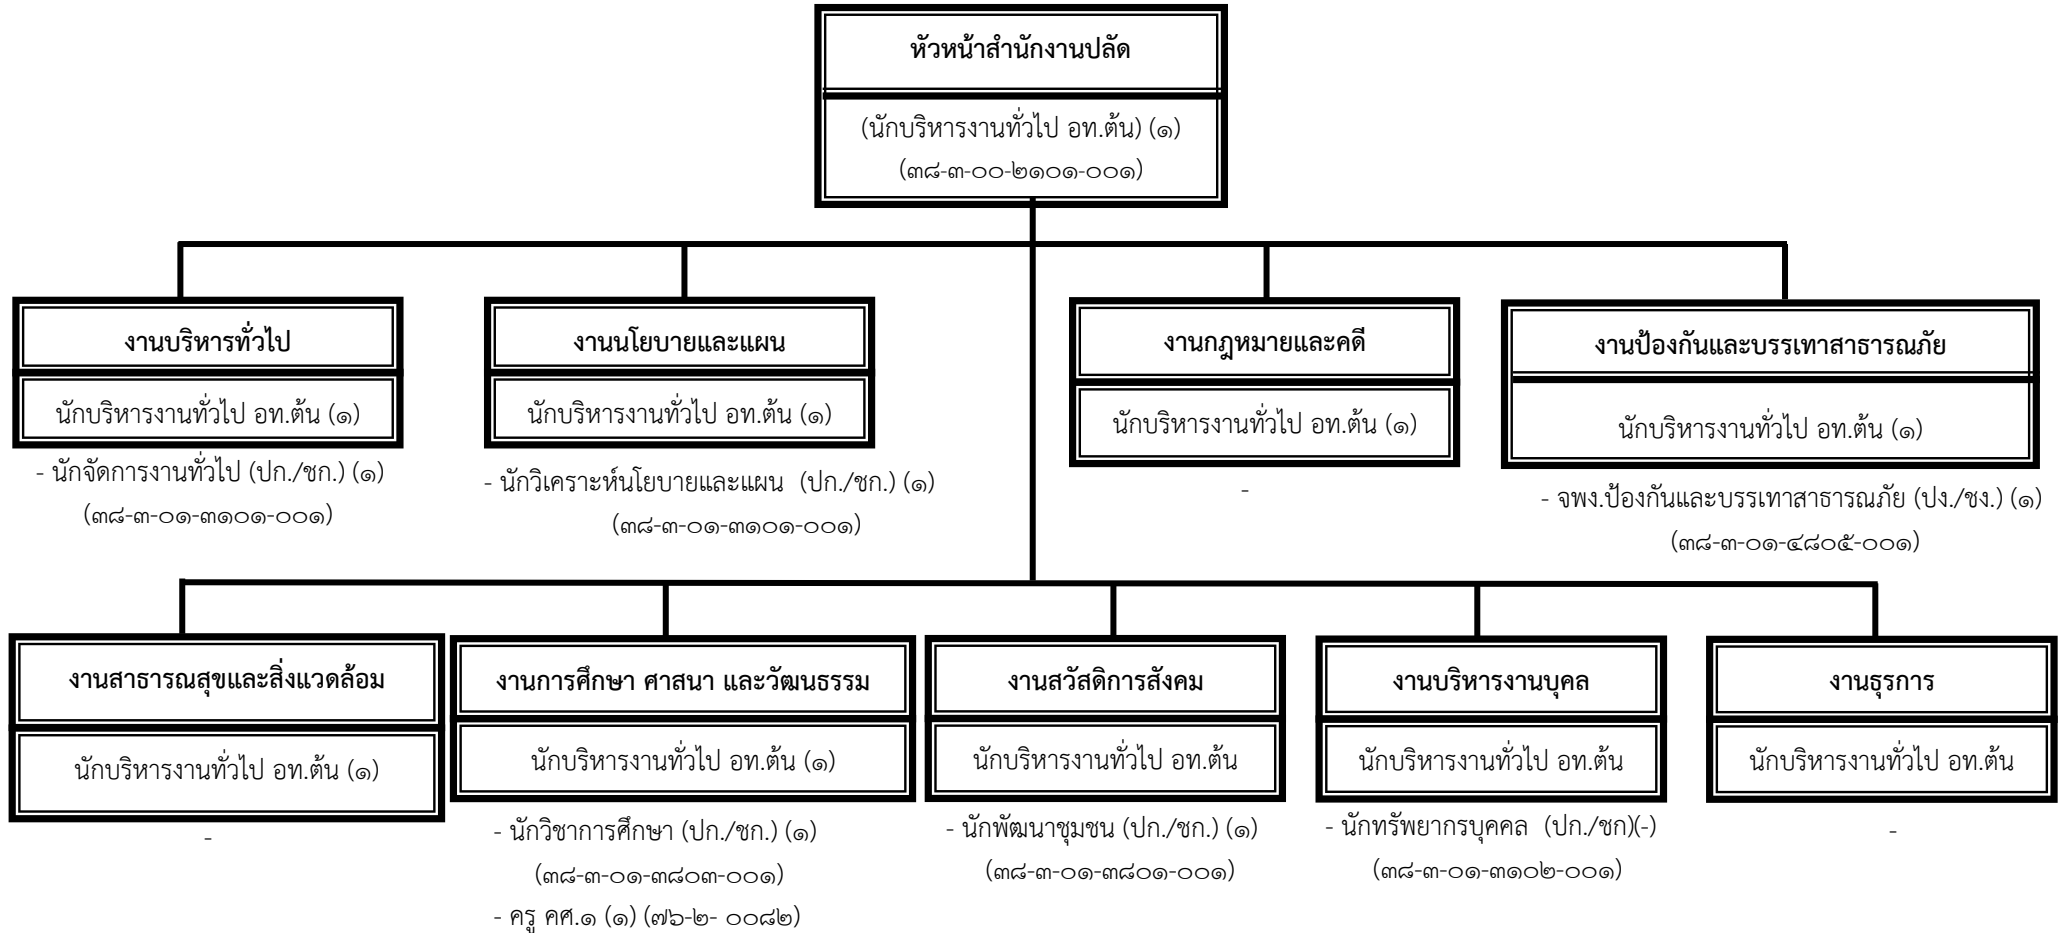 หัวหน้าสำนักงานปลัด
(นักบริหารงานทั่วไป อท.ต้น) (๑)
(๓๘-๓-๐๐-๒๑๐๑-๐๐๑)
งานบริหารทั่วไป
นักบริหารงานทั่วไป อท.ต้น (๑)
- นักจัดการงานทั่วไป (ปก./ชก.) (๑)
(๓๘-๓-๐๑-๓๑๐๑-๐๐๑)
งานนโยบายและแผน
นักบริหารงานทั่วไป อท.ต้น (๑)
- นักวิเคราะห์นโยบายและแผน (ปก./ชก.) (๑)
(๓๘-๓-๐๑-๓๑๐๑-๐๐๑)
งานกฎหมายและคดี
นักบริหารงานทั่วไป อท.ต้น (๑)
-
งานป้องกันและบรรเทาสาธารณภัย
นักบริหารงานทั่วไป อท.ต้น (๑)
- จพง.ป้องกันและบรรเทาสาธารณภัย (ปง./ชง.) (๑)
(๓๘-๓-๐๑-๔๘๐๕-๐๐๑)
งานสาธารณสุขและสิ่งแวดล้อม
นักบริหารงานทั่วไป อท.ต้น (๑)
-
งานการศึกษา ศาสนา และวัฒนธรรม
นักบริหารงานทั่วไป อท.ต้น (๑)
- นักวิชาการศึกษา (ปก./ชก.) (๑)
(๓๘-๓-๐๑-๓๘๐๓-๐๐๑)
- ครู คศ.๑ (๑) (๗๖-๒- ๐๐๘๒)
งานสวัสดิการสังคม
นักบริหารงานทั่วไป อท.ต้น
- นักพัฒนาชุมชน (ปก./ชก.) (๑)
(๓๘-๓-๐๑-๓๘๐๑-๐๐๑)
งานบริหารงานบุคล
นักบริหารงานทั่วไป อท.ต้น
- นักทรัพยากรบุคคล (ปก./ชก)(-)
(๓๘-๓-๐๑-๓๑๐๒-๐๐๑)
งานธุรการ
นักบริหารงานทั่วไป อท.ต้น
-